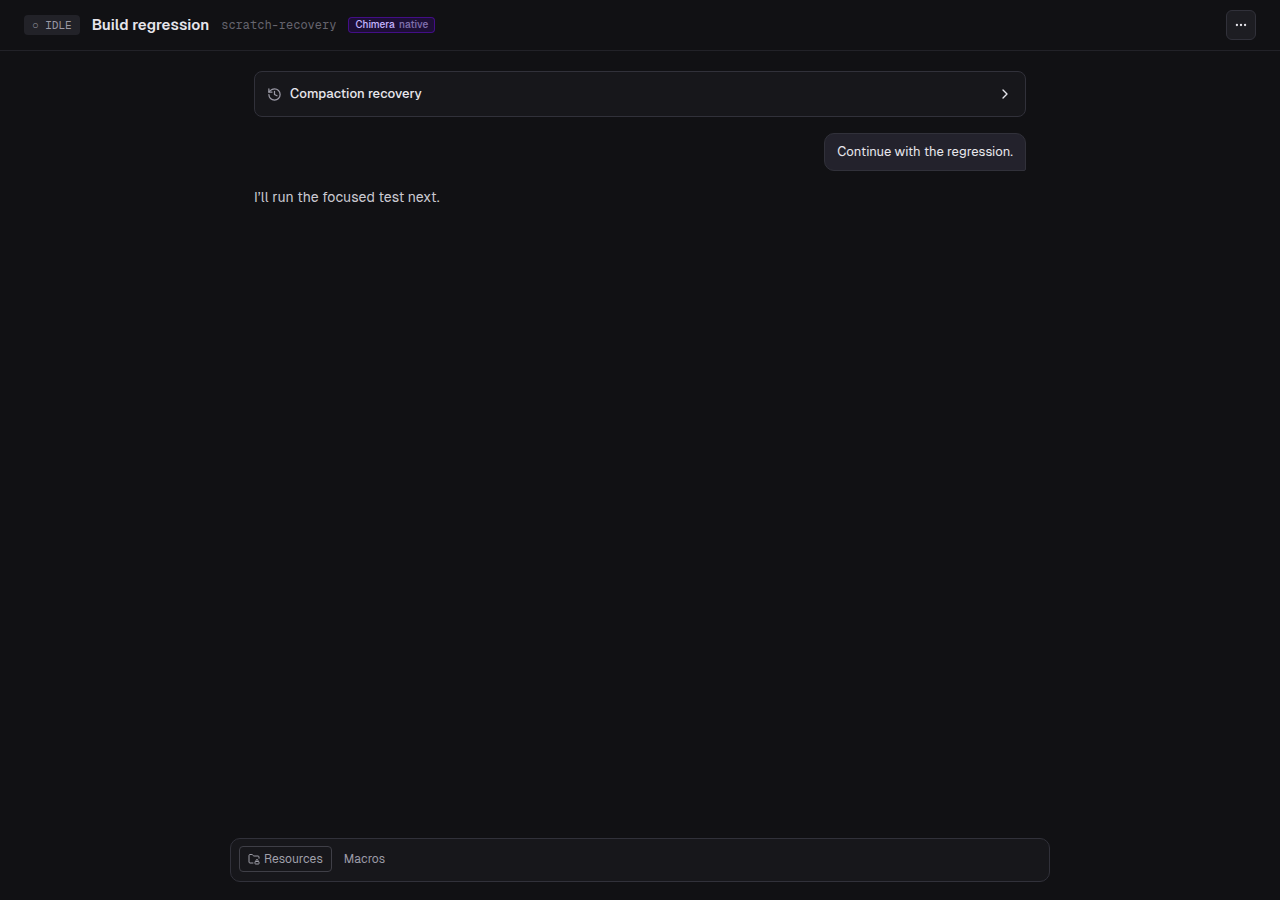 ○ IDLE Build regression scratch-recovery Chimera native
Compaction recovery
Continue with the regression.
I'll run the focused test next.
Resources Macros